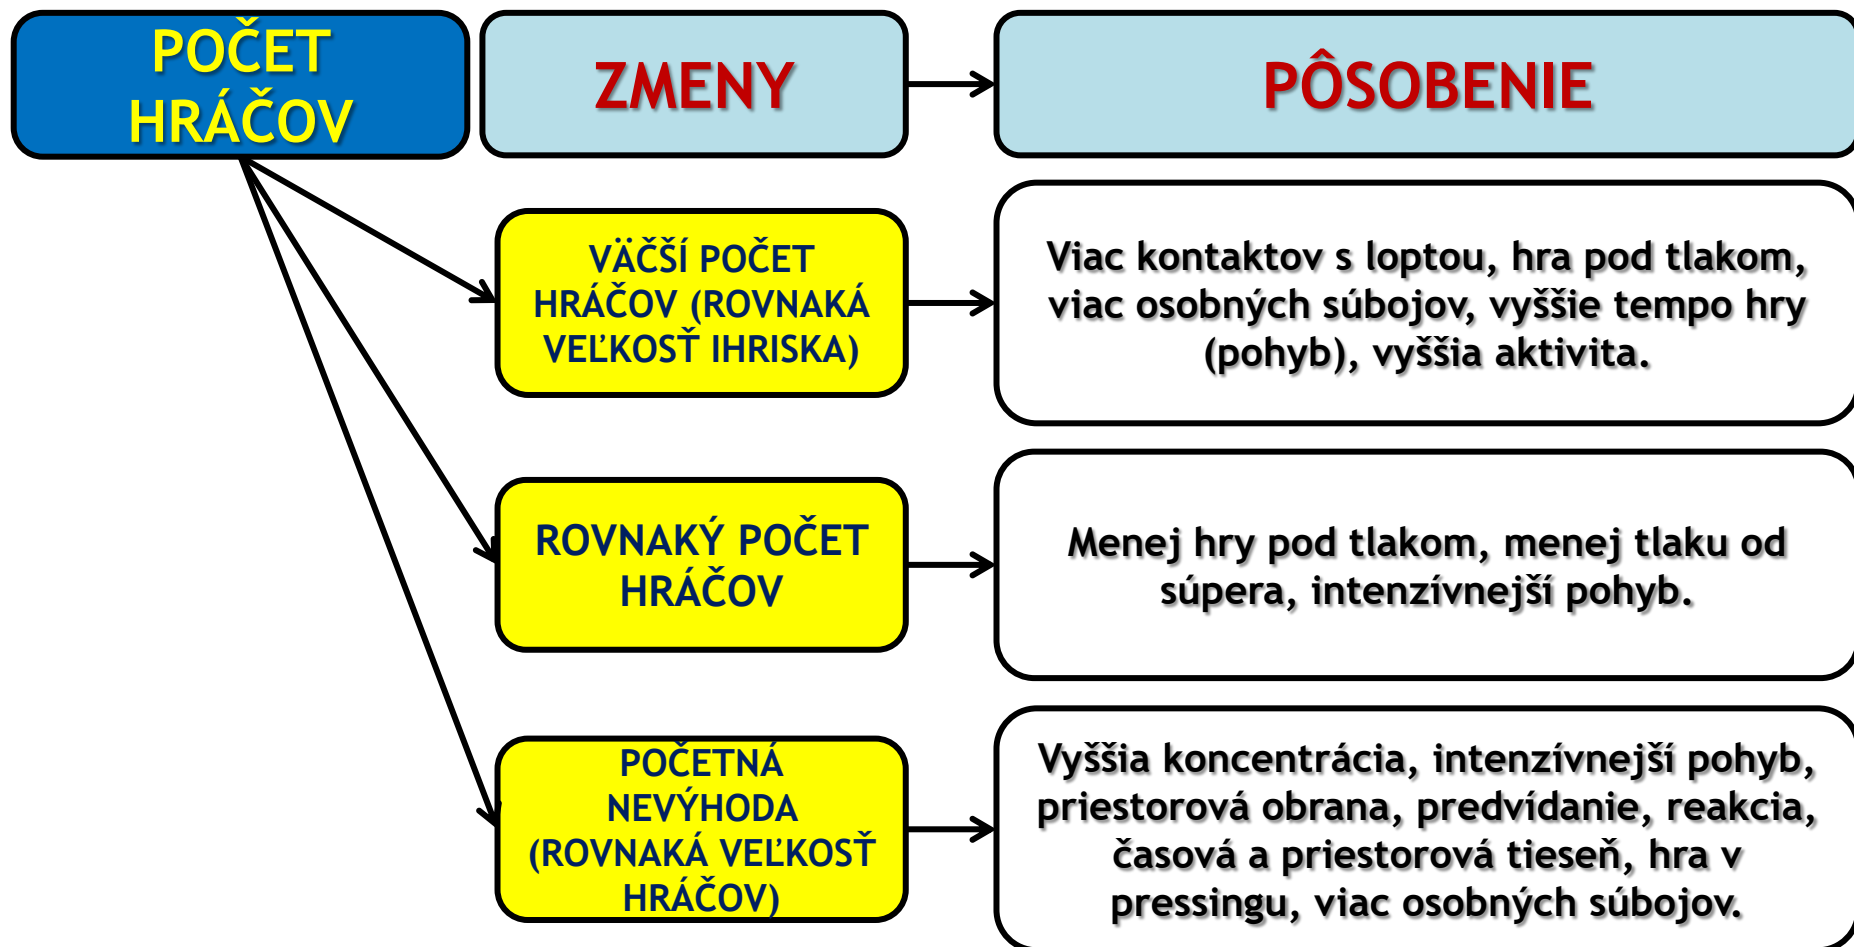 POČET
HRÁČOV
ZMENY
PÔSOBENIE
VÄČŠÍ POČET
HRÁČOV (ROVNAKÁ
VEĽKOSŤ IHRISKA)
Viac kontaktov s loptou, hra pod tlakom,
viac osobných súbojov, vyššie tempo hry
(pohyb), vyššia aktivita.
ROVNAKÝ POČET
HRÁČOV
Menej hry pod tlakom, menej tlaku od
súpera, intenzívnejší pohyb.
POČETNÁ
NEVÝHODA
(ROVNAKÁ VEĽKOSŤ
HRÁČOV)
Vyššia koncentrácia, intenzívnejší pohyb,
priestorová obrana, predvídanie, reakcia,
časová a priestorová tieseň, hra v
pressingu, viac osobných súbojov.